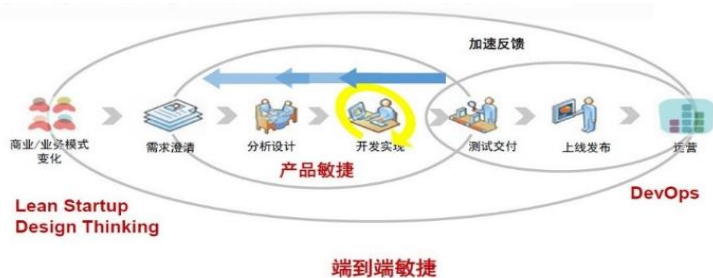 加速反馈
商业/业务模式
变化
需求澄清
分析设计
开发实现
测试交付
上线发布
运营
产品敏捷
Lean Startup
Design Thinking
DevOps
端到端敏捷